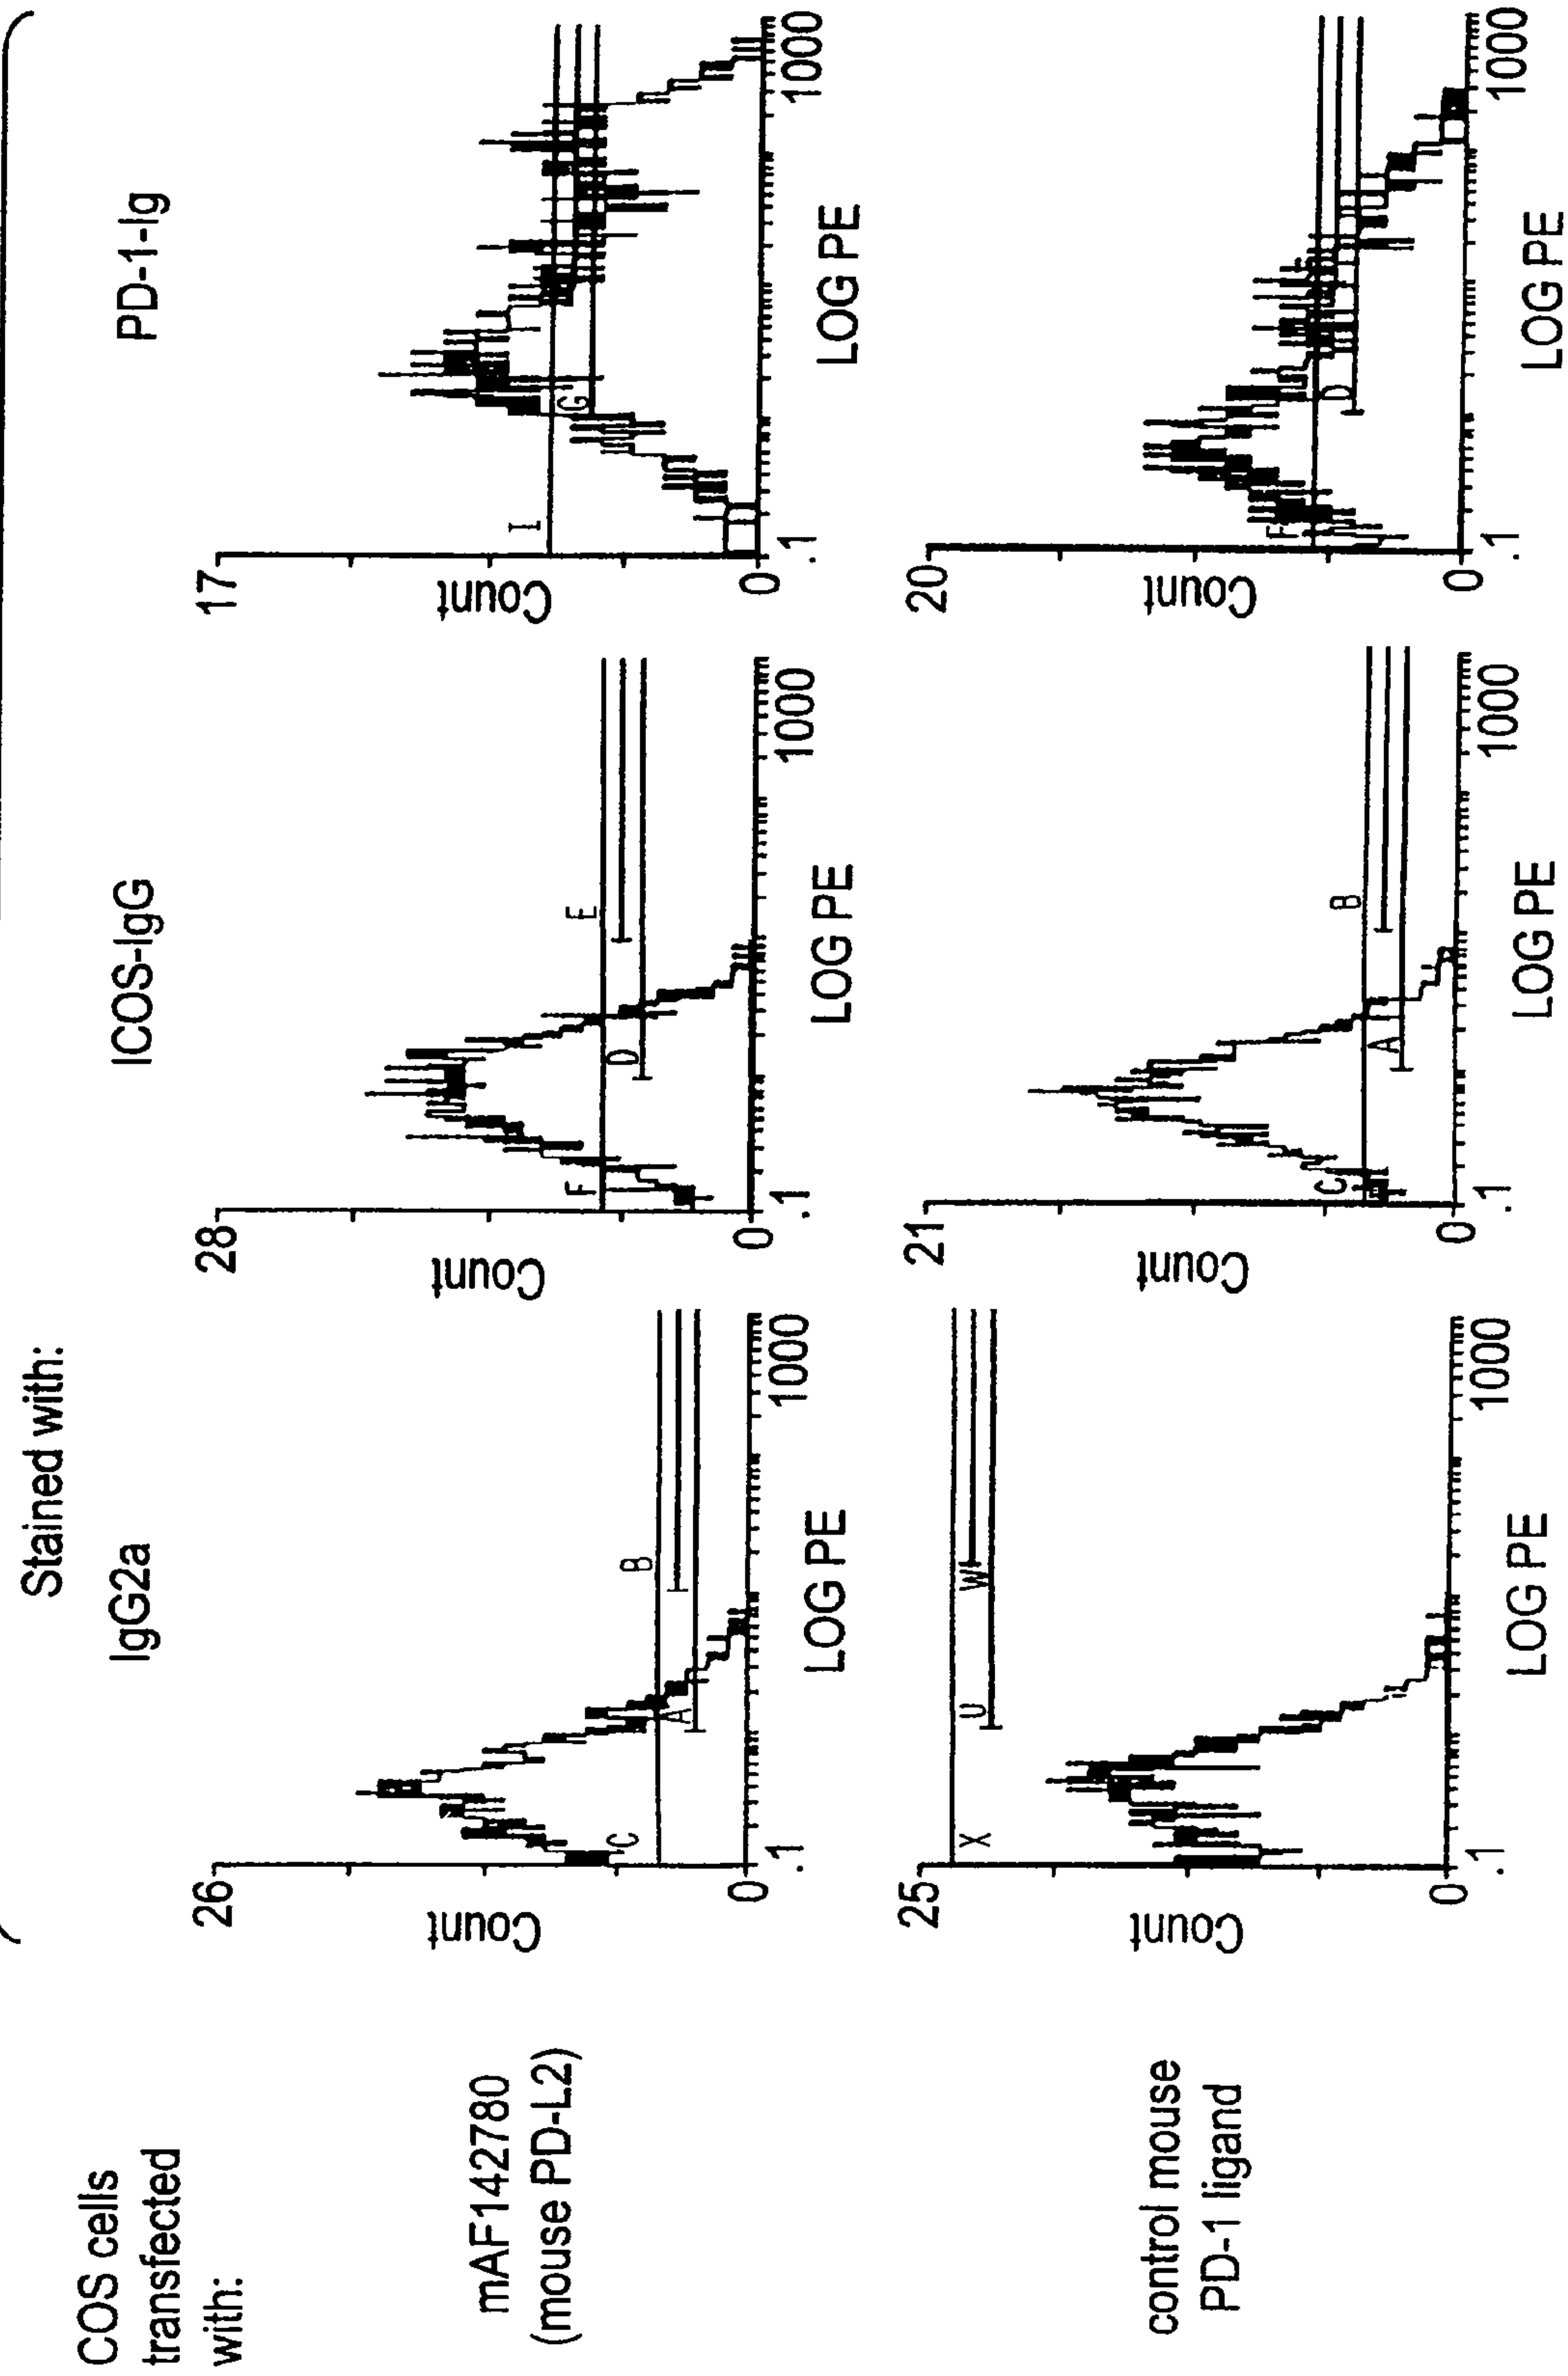 Stained with:
IgG2a
ICOS-IgG
PD-1-Ig
COS cells
transfected
with:
mAF142780
(mouse PD-L2)
26
Count
0
C
A
B
.1
1000
LOG PE
28
Count
0
F
D
E
.1
1000
LOG PE
17
Count
0
I
G
.1
1000
LOG PE
control mouse
PD-1 ligand
25
Count
0
X
U
W
.1
1000
LOG PE
21
Count
0
C
A
B
.1
1000
LOG PE
20
Count
0
F
D
.1
1000
LOG PE